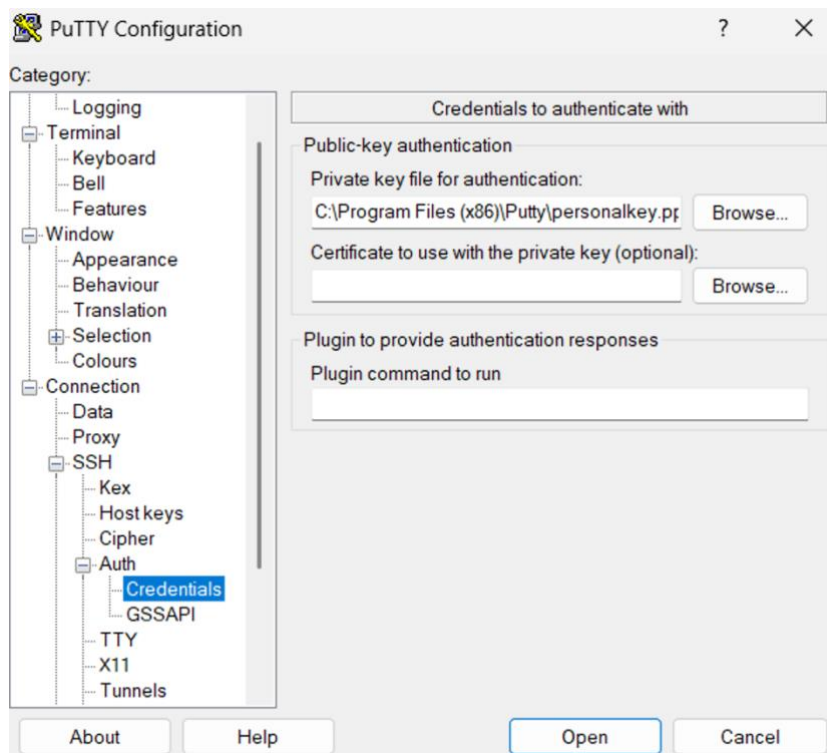 PuTTY Configuration
?
Category:
Logging
Terminal
Keyboard
Bell
Features
Window
Appearance
Behaviour
Translation
Selection
Colours
Connection
Data
Proxy
SSH
Kex
Host keys
Cipher
Auth
Credentials
GSSAPI
TTY
X11
Tunnels
Credentials to authenticate with
Public-key authentication
Private key file for authentication:
C:\Program Files (x86)\Putty\personalkey.pp
Browse...
Certificate to use with the private key (optional):
Browse...
Plugin to provide authentication responses
Plugin command to run
About
Help
Open
Cancel